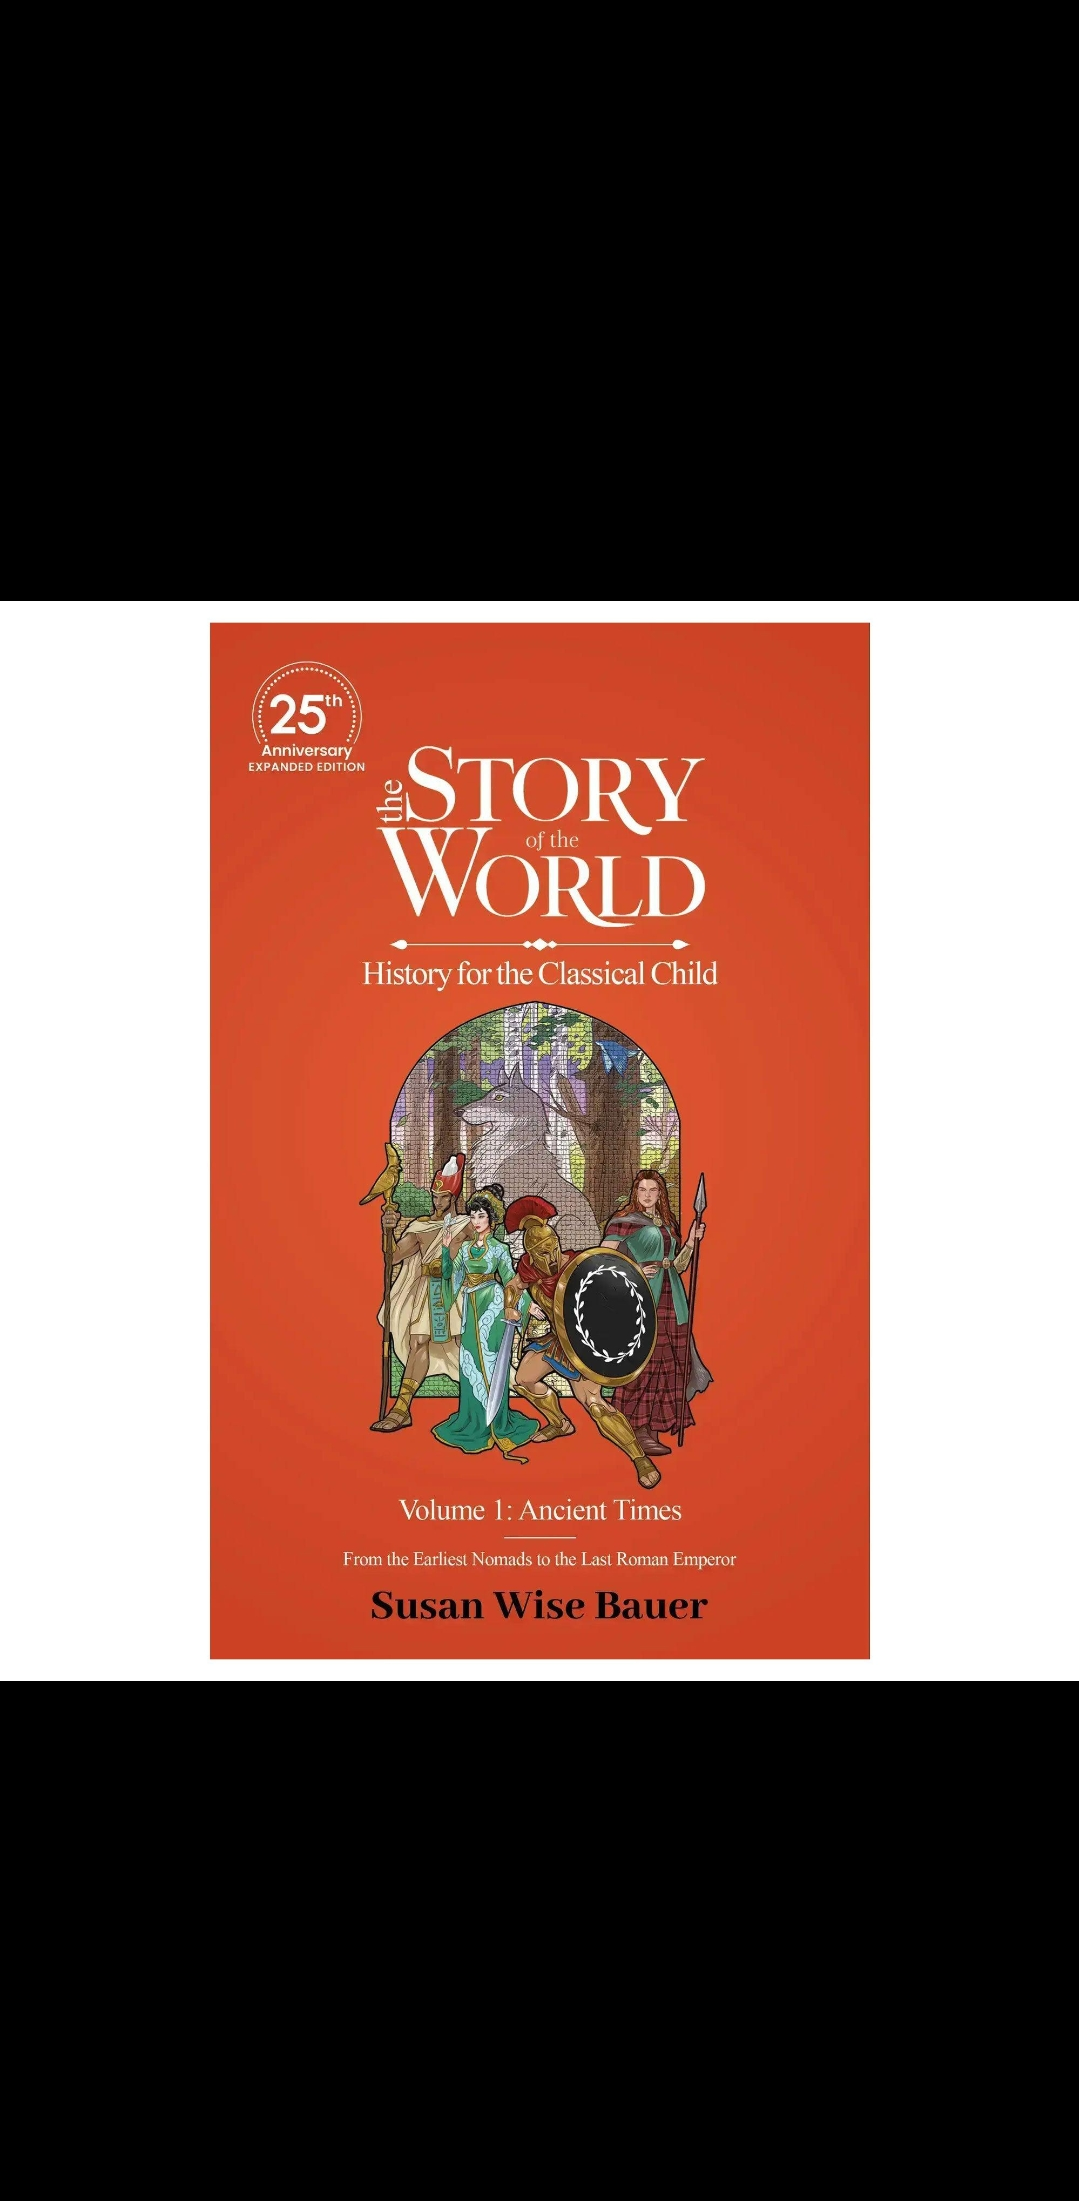 25th
Anniversary
EXPANDED EDITION
the STORY
of the
WORLD
History for the Classical Child
Volume 1: Ancient Times
From the Earliest Nomads to the Last Roman Emperor
Susan Wise Bauer